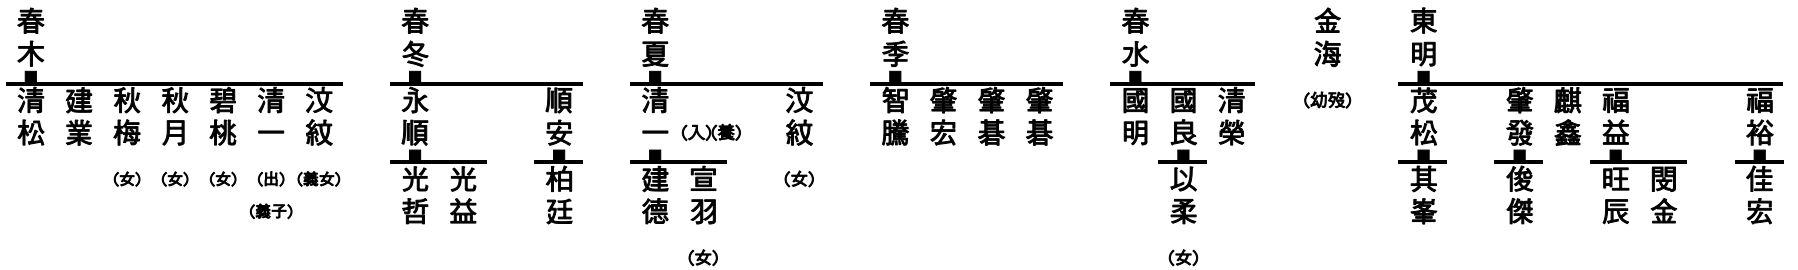 春木 春冬 春夏 春季 春水 金海 東明
(幼歿)
清松 建業 秋梅 秋月 碧桃 清一 汶紋 永順 順安 清一 汶紋 智騰 肇宏 肇碁 肇碁 國明 國良 清榮 茂松 肇發 麒鑫 福益 福裕
(入)(養)
(女) (女) (女) (出) (義女) (女)
(義子)
光哲 光益 柏廷 建德 宣羽 以柔 其峯 俊傑 旺辰 閔金 佳宏
(女) (女)